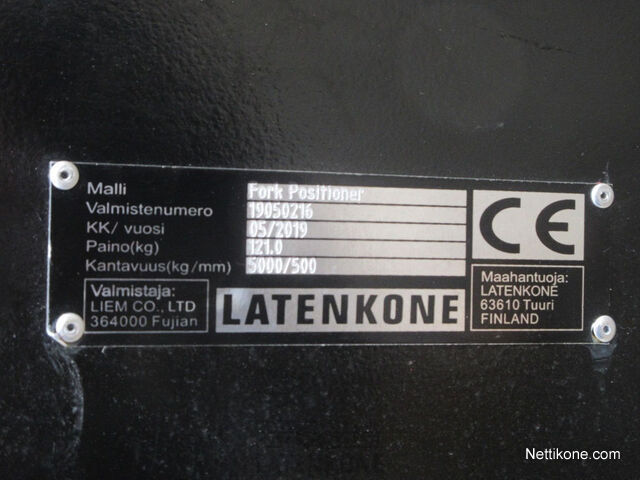 Malli Fork Positioner
Valmistenumero 19050216
KK/ vuosi 05/2019
Paino(kg) 121.0
Kantavuus(kg/mm) 5000/500
CE
Valmistaja:
LIEM CO., LTD
364000 Fujian
LATENKONE
Maahantuoja:
LATENKONE
63610 Tuuri
FINLAND
Nettikone.com